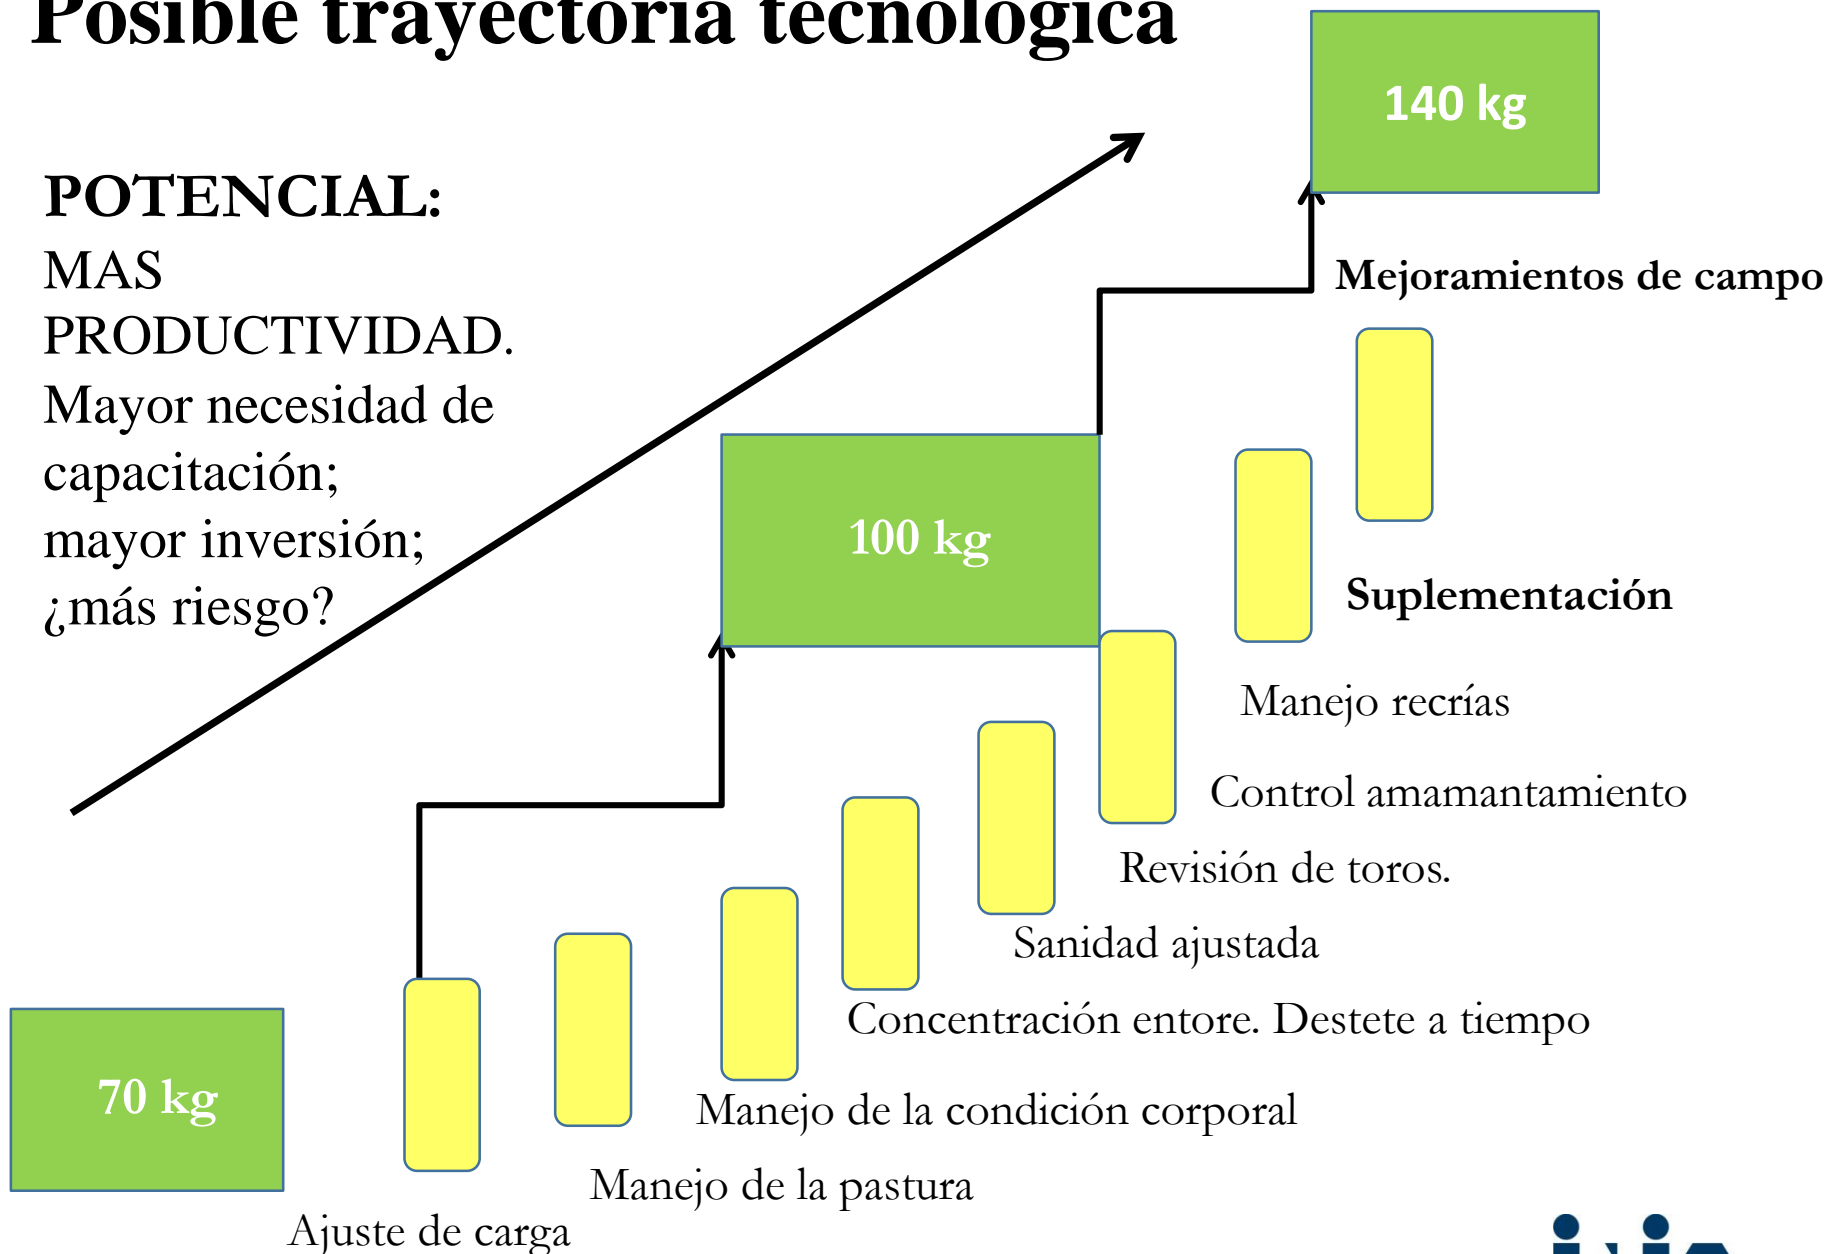 Posible trayectoria tecnológica
140 kg
POTENCIAL:
MAS
PRODUCTIVIDAD.
Mayor necesidad de
capacitación;
mayor inversión;
¿más riesgo?
Mejoramientos de campo
100 kg
Suplementación
Manejo recrías
Control amamantamiento
Revisión de toros.
Sanidad ajustada
Concentración entore. Destete a tiempo
70 kg
Manejo de la condición corporal
Manejo de la pastura
Ajuste de carga